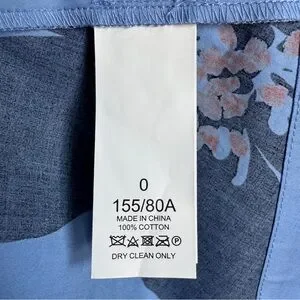 0
155/80A
MADE IN CHINA
100% COTTON
DRY CLEAN ONLY